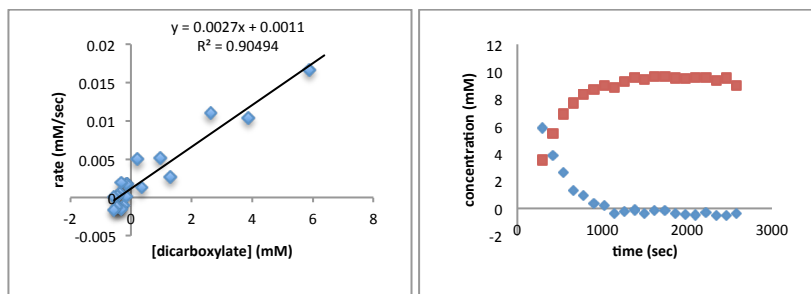 y = 0.0027x + 0.0011
R² = 0.90494
0.02
0.015
0.01
0.005
0
-0.005
-2 0 2 4 6 8
rate (mM/sec)
[dicarboxylate] (mM)
12
10
8
6
4
2
0
-2
0 1000 2000 3000
concentration (mM)
time (sec)